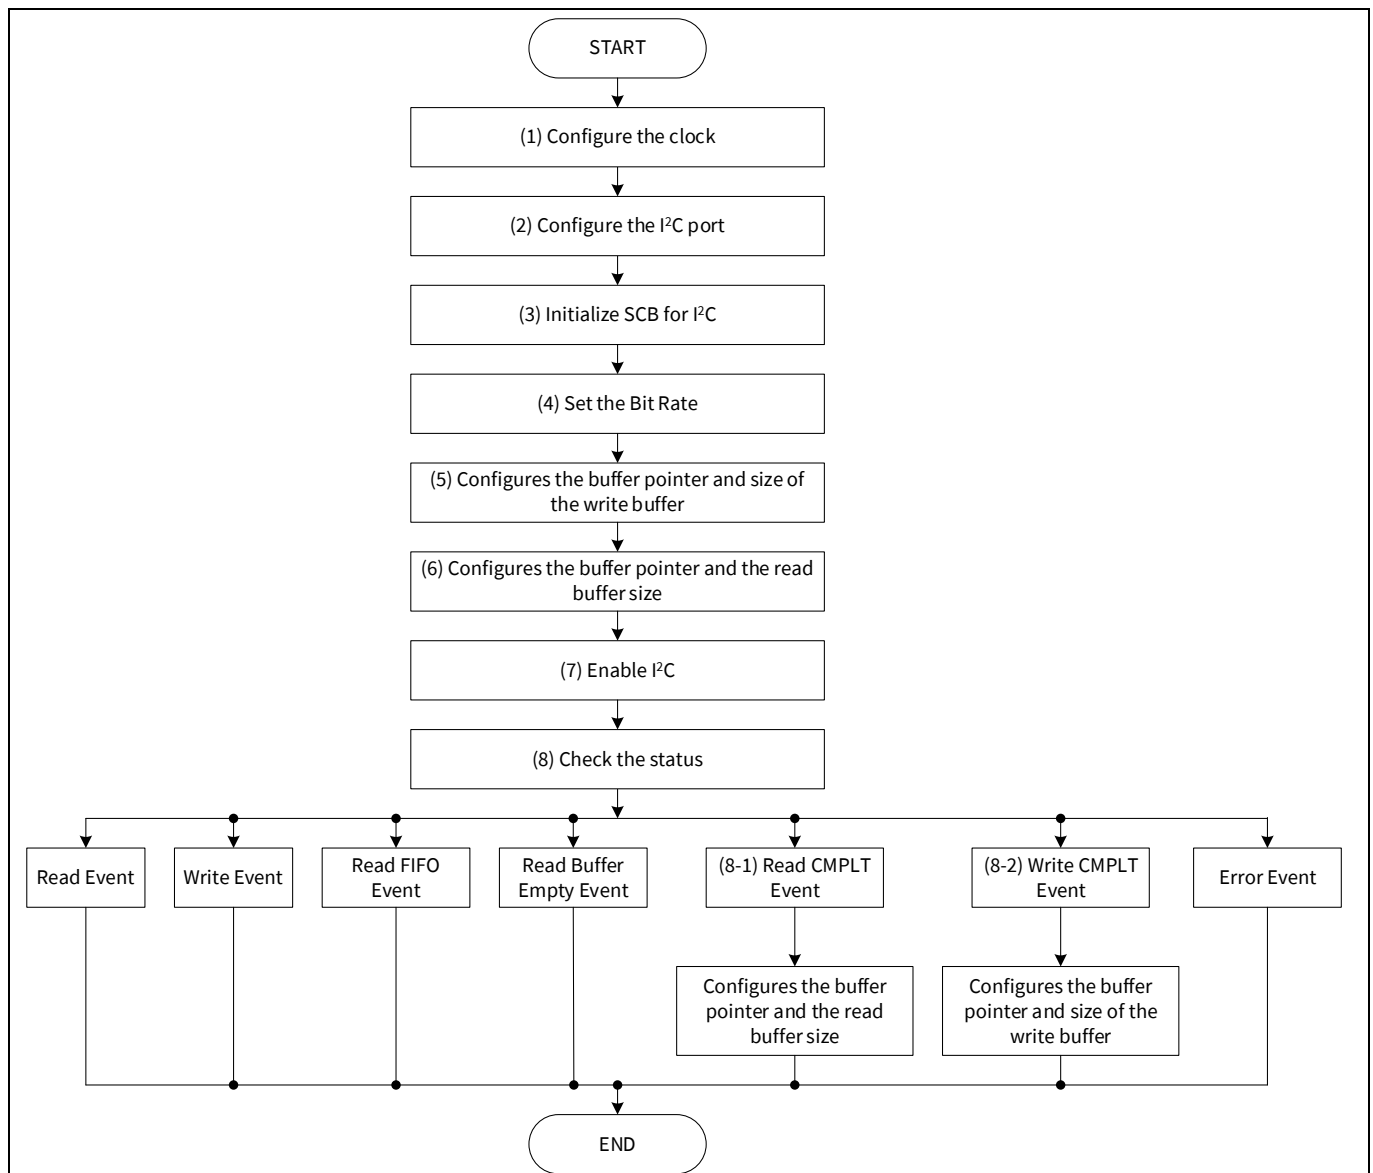 START
(1) Configure the clock
(2) Configure the I²C port
(3) Initialize SCB for I²C
(4) Set the Bit Rate
(5) Configures the buffer pointer and size of
the write buffer
(6) Configures the buffer pointer and the read
buffer size
(7) Enable I²C
(8) Check the status
Read Event
Write Event
Read FIFO
Event
Read Buffer
Empty Event
(8-1) Read CMPLT
Event
(8-2) Write CMPLT
Event
Error Event
Configures the buffer
pointer and the read
buffer size
Configures the buffer
pointer and size of the
write buffer
END